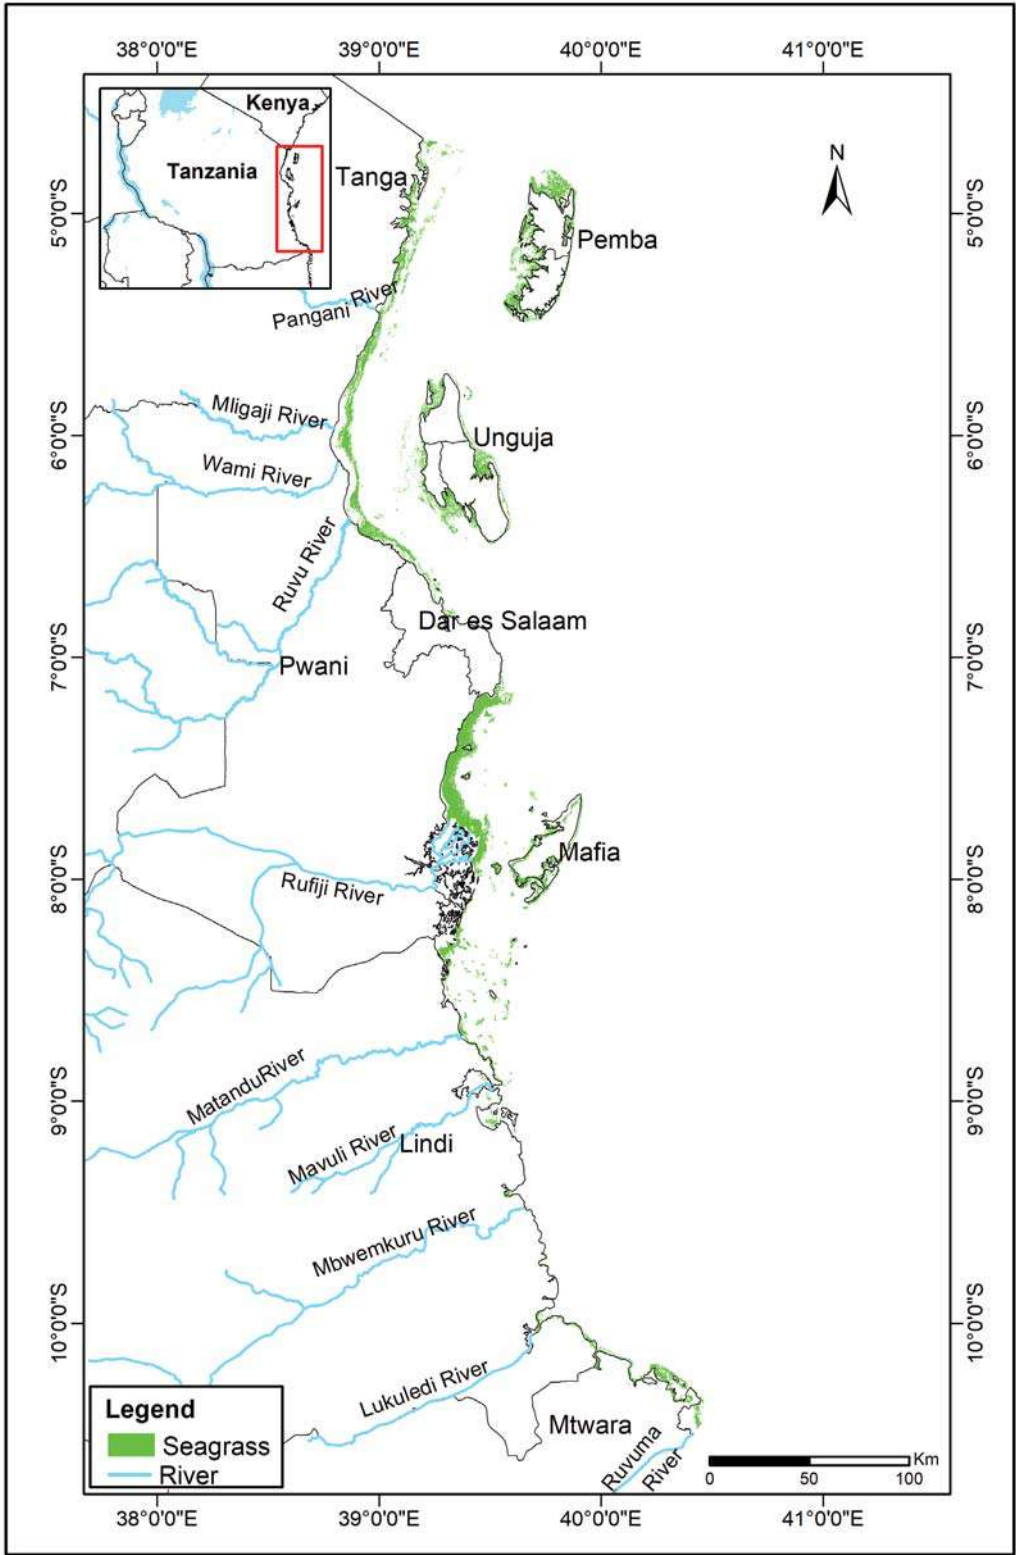 38°0'0"E 39°0'0"E 40°0'0"E 41°0'0"E
Kenya
Tanzania
Tanga
N
5°0'0"S
5°0'0"S
Pemba
Pangani River
Mligaji River
Unguja
6°0'0"S
6°0'0"S
Wami River
Ruvu River
Dar es Salaam
7°0'0"S
7°0'0"S
Pwani
Mafia
8°0'0"S
8°0'0"S
Rufiji River
MatanduRiver
9°0'0"S
9°0'0"S
Mavuli River
Lindi
Mbwemkuru River
10°0'0"S
10°0'0"S
Lukuledi River
Mtwara
Ruvuma
River
Legend
Seagrass
River
Km
0 50 100
38°0'0"E 39°0'0"E 40°0'0"E 41°0'0"E